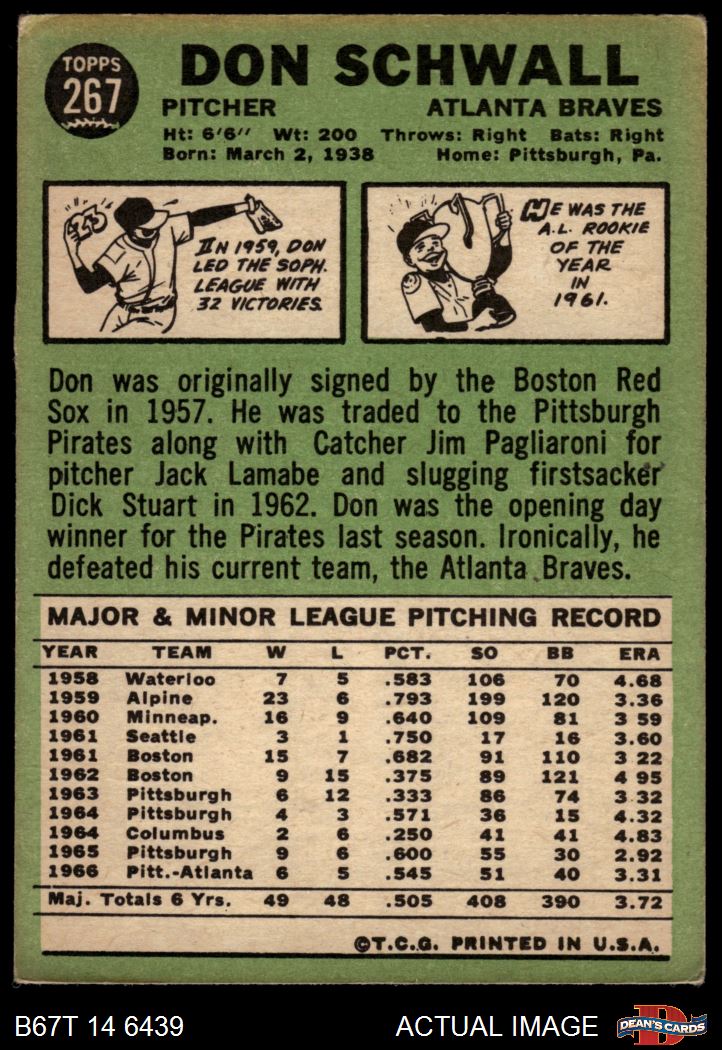 TOPPS
267
DON SCHWALL
PITCHER ATLANTA BRAVES
Ht: 6'6" Wt: 200 Throws: Right Bats: Right
Born: March 2, 1938 Home: Pittsburgh, Pa.
23
IN 1959, DON
LED THE SOPH.
LEAGUE WITH
32 VICTORIES.
HE WAS THE
A.L. ROOKIE
OF THE
YEAR
IN
1961.
Don was originally signed by the Boston Red
Sox in 1957. He was traded to the Pittsburgh
Pirates along with Catcher Jim Pagliaroni for
pitcher Jack Lamabe and slugging firstsacker
Dick Stuart in 1962. Don was the opening day
winner for the Pirates last season. Ironically, he
defeated his current team, the Atlanta Braves.
MAJOR & MINOR LEAGUE PITCHING RECORD
YEAR TEAM W L PCT. SO BB ERA
1958 Waterloo 7 5 .583 106 70 4.68
1959 Alpine 23 6 .793 199 120 3.36
1960 Minneap. 16 9 .640 109 81 3 59
1961 Seattle 3 1 .750 17 16 3.60
1961 Boston 15 7 .682 91 110 3 22
1962 Boston 9 15 .375 89 121 4 95
1963 Pittsburgh 6 12 .333 86 74 3.32
1964 Pittsburgh 4 3 .571 36 15 4.32
1964 Columbus 2 6 .250 41 41 4.83
1965 Pittsburgh 9 6 .600 55 30 2.92
1966 Pitt.-Atlanta 6 5 .545 51 40 3.31
Maj. Totals 6 Yrs. 49 48 .505 408 390 3.72
©T.C.G. PRINTED IN U.S.A.
B67T 14 6439 ACTUAL IMAGE DEAN'S CARDS